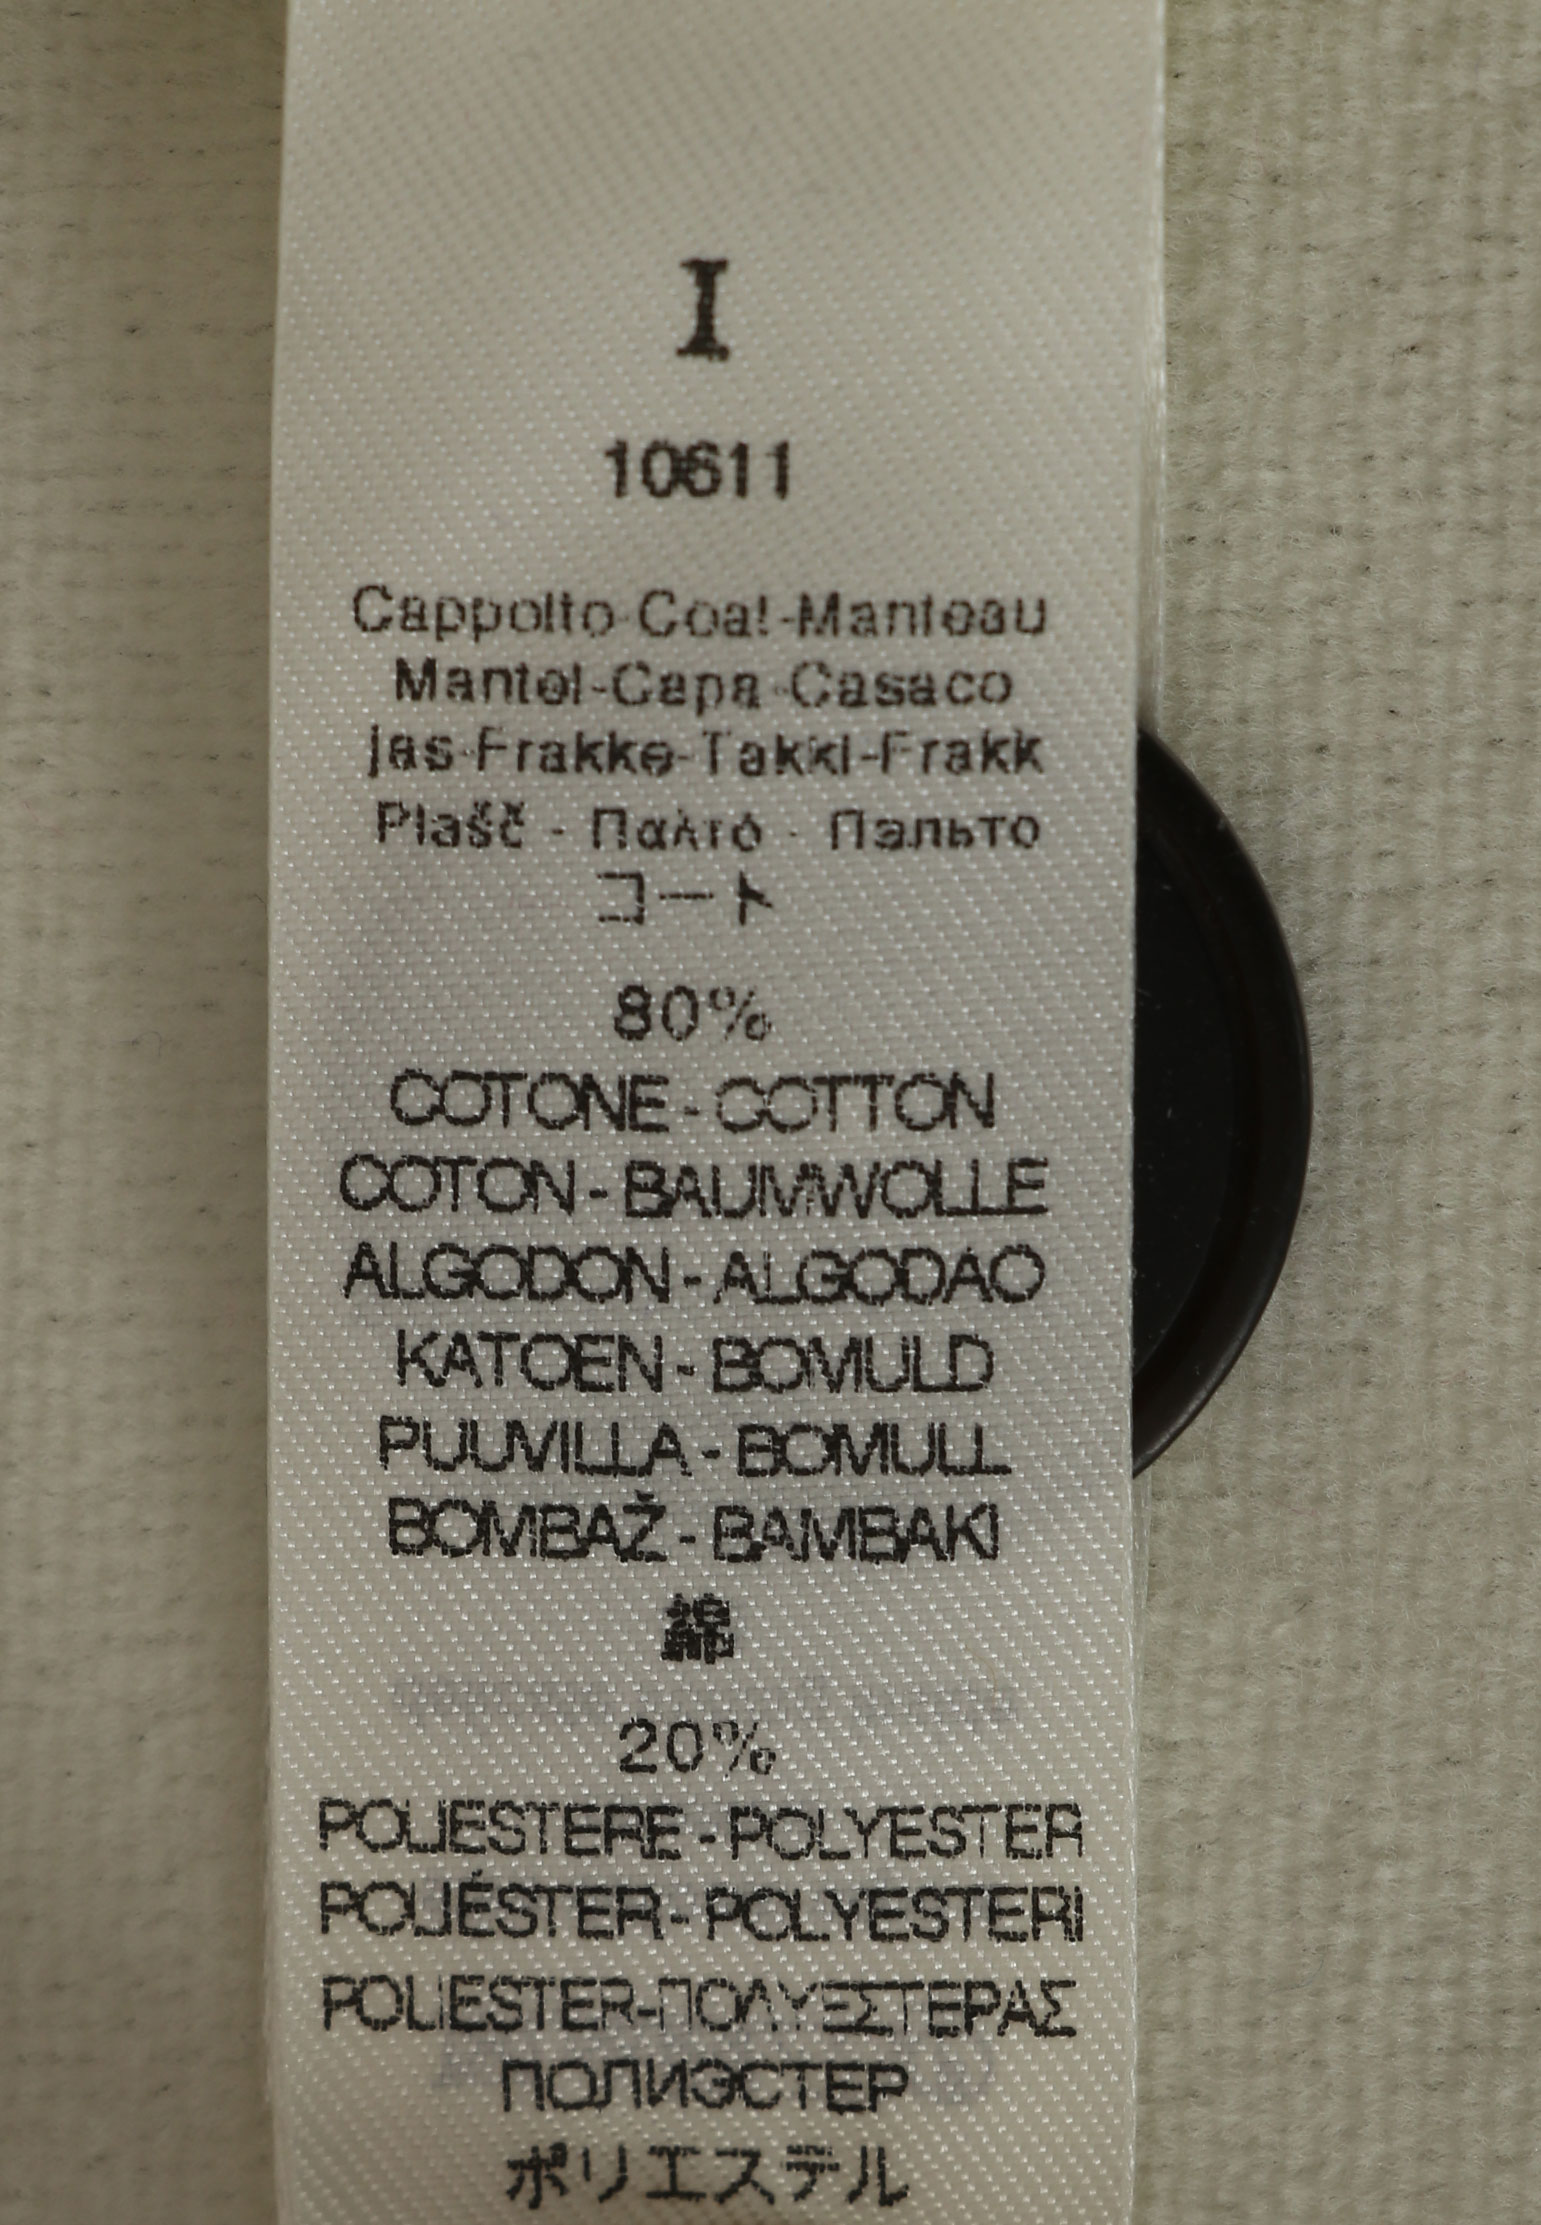 I
10611
Cappotto-Coat-Manteau
Mantel-Capa-Casaco
Jas-Frakke-Takki-Frakk
Plašč - Παλτό - Пальто
コート
80%
COTONE - COTTON
COTON - BAUMWOLLE
ALGODON - ALGODAO
KATOEN - BOMULD
PUUVILLA - BOMULL
BOMBAŽ - BAMBAKI
綿
20%
POLIESTERE - POLYESTER
POLIÉSTER - POLYESTERI
POLIESTER-ΠΟΛΥΕΣΤΕΡΑΣ
ПОЛИЭСТЕР
ポリエステル